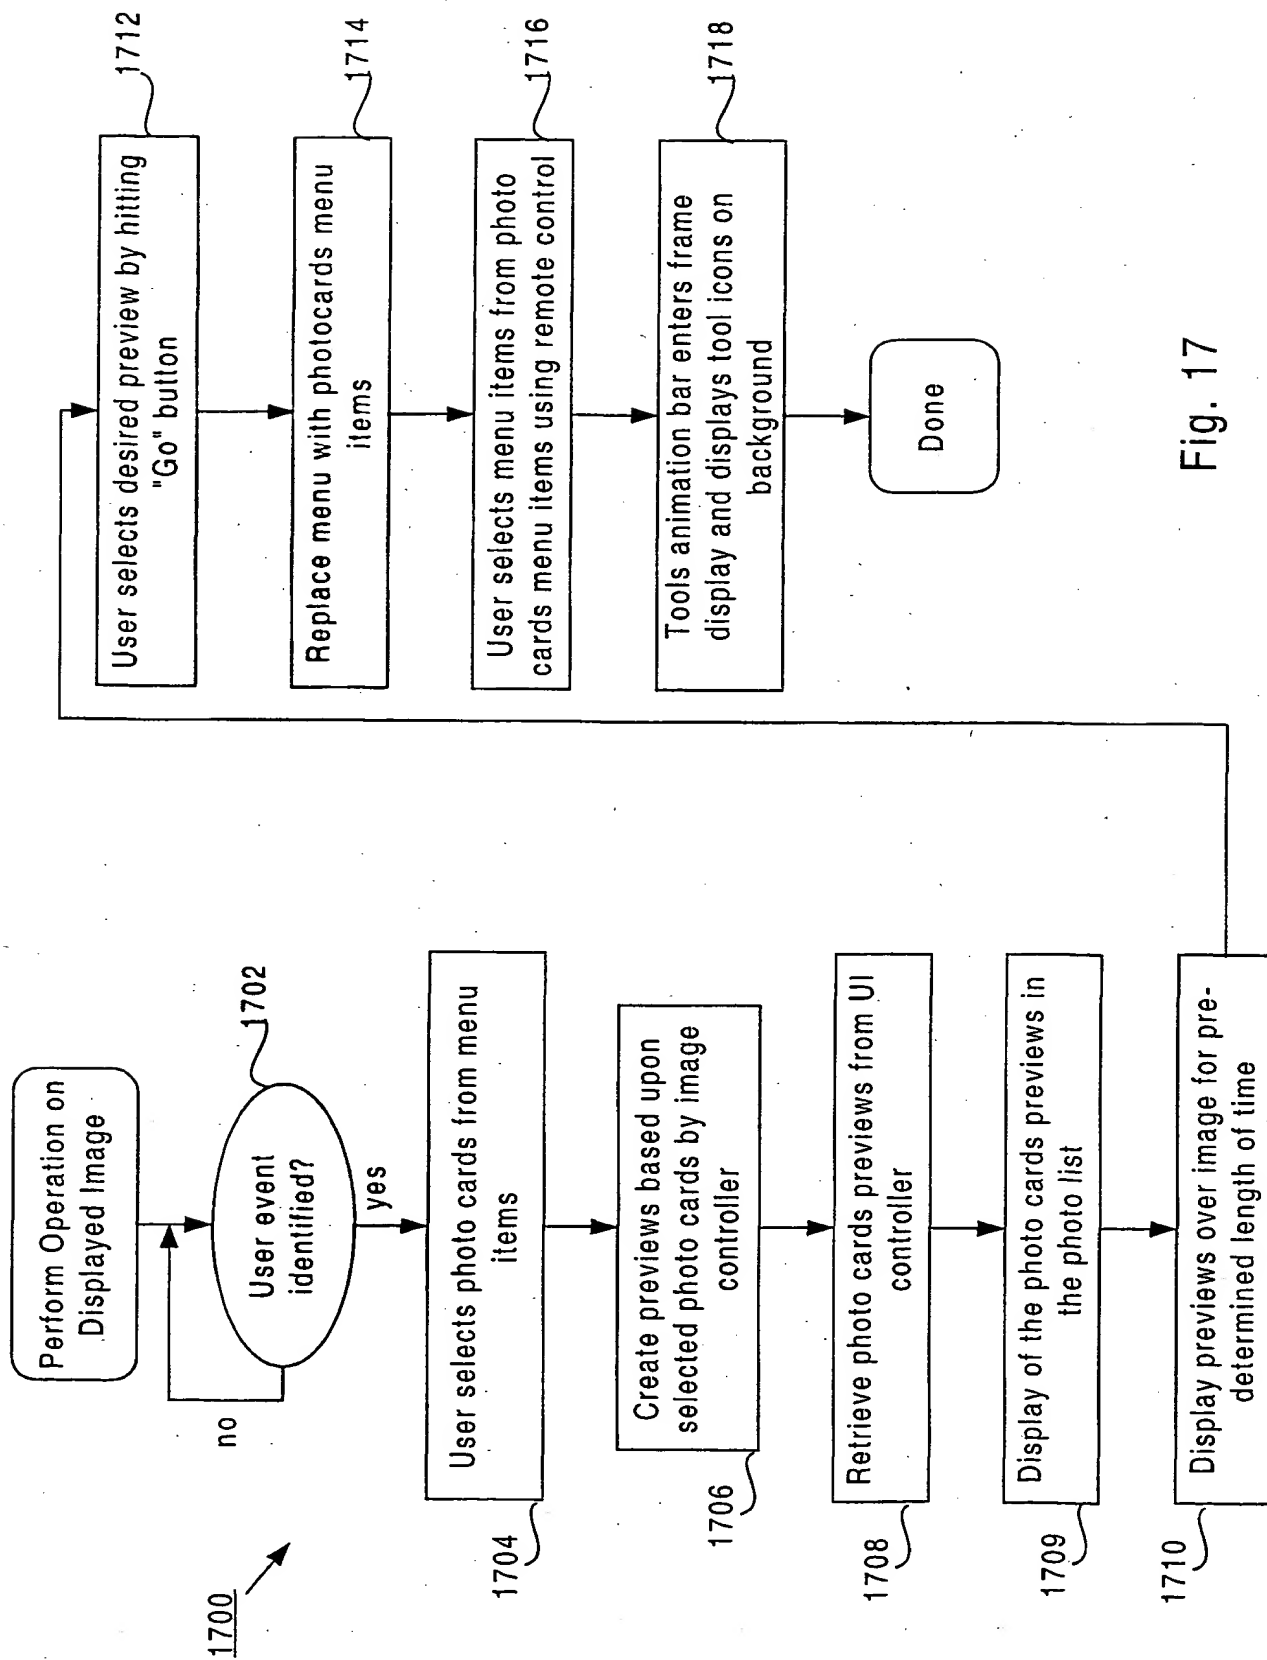 1700
Perform Operation on
Displayed Image
1702
User event
identified?
no
yes
User selects photo cards from menu
items
1704
Create previews based upon
selected photo cards by image
controller
1706
Retrieve photo cards previews from UI
controller
1708
Display of the photo cards previews in
the photo list
1709
Display previews over image for pre-
determined length of time
1710
User selects desired preview by hitting
"Go" button
1712
Replace menu with photocards menu
items
1714
User selects menu items from photo
cards menu items using remote control
1716
Tools animation bar enters frame
display and displays tool icons on
background
1718
Done
Fig. 17